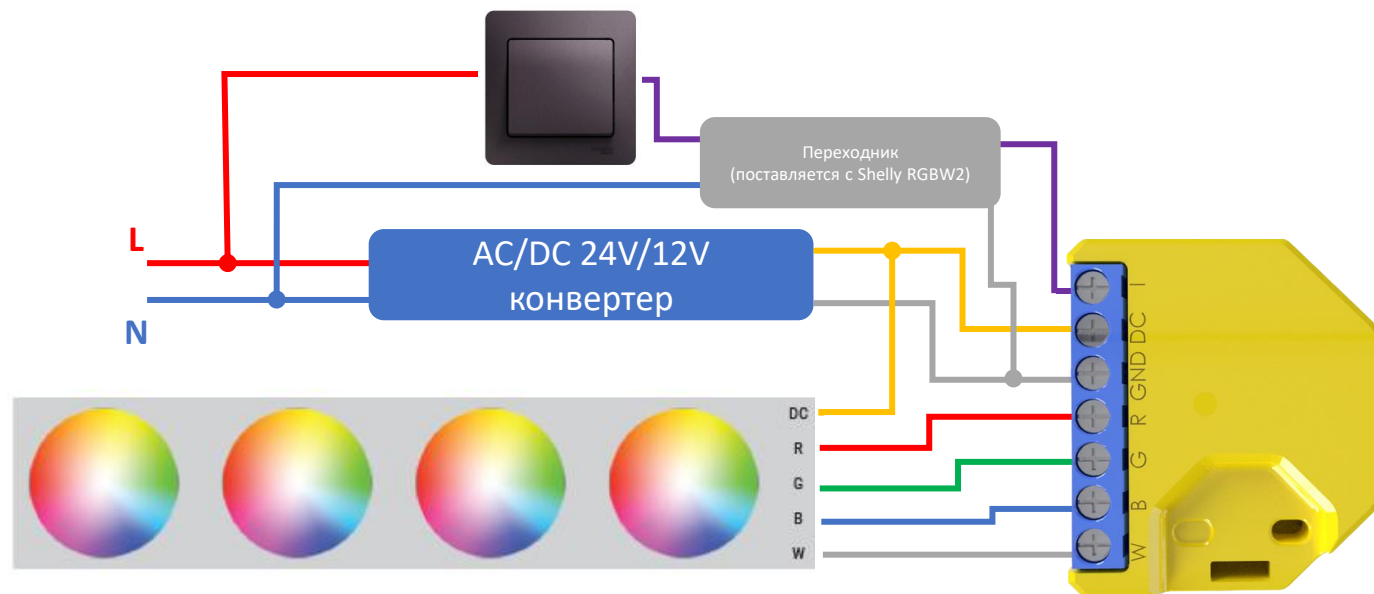 Переходник
(поставляется с Shelly RGBW2)
L
AC/DC 24V/12V
конвертер
N
I
DC
GND
R
G
B
W
DC
R
G
B
W